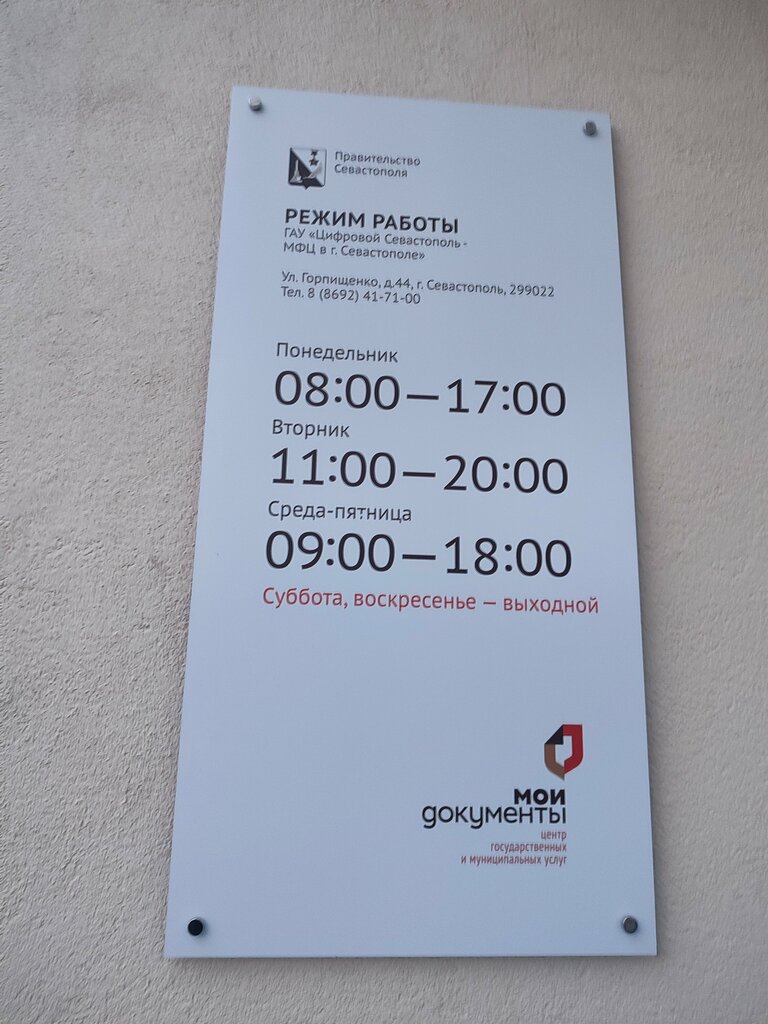 Правительство
Севастополя
РЕЖИМ РАБОТЫ
ГАУ «Цифровой Севастополь -
МФЦ в г. Севастополе»
Ул. Горпищенко, д.44, г. Севастополь, 299022
Тел. 8 (8692) 41-71-00
Понедельник
08:00—17:00
Вторник
11:00—20:00
Среда-пятница
09:00—18:00
Суббота, воскресенье — выходной
мои
документы
центр
государственных
и муниципальных услуг